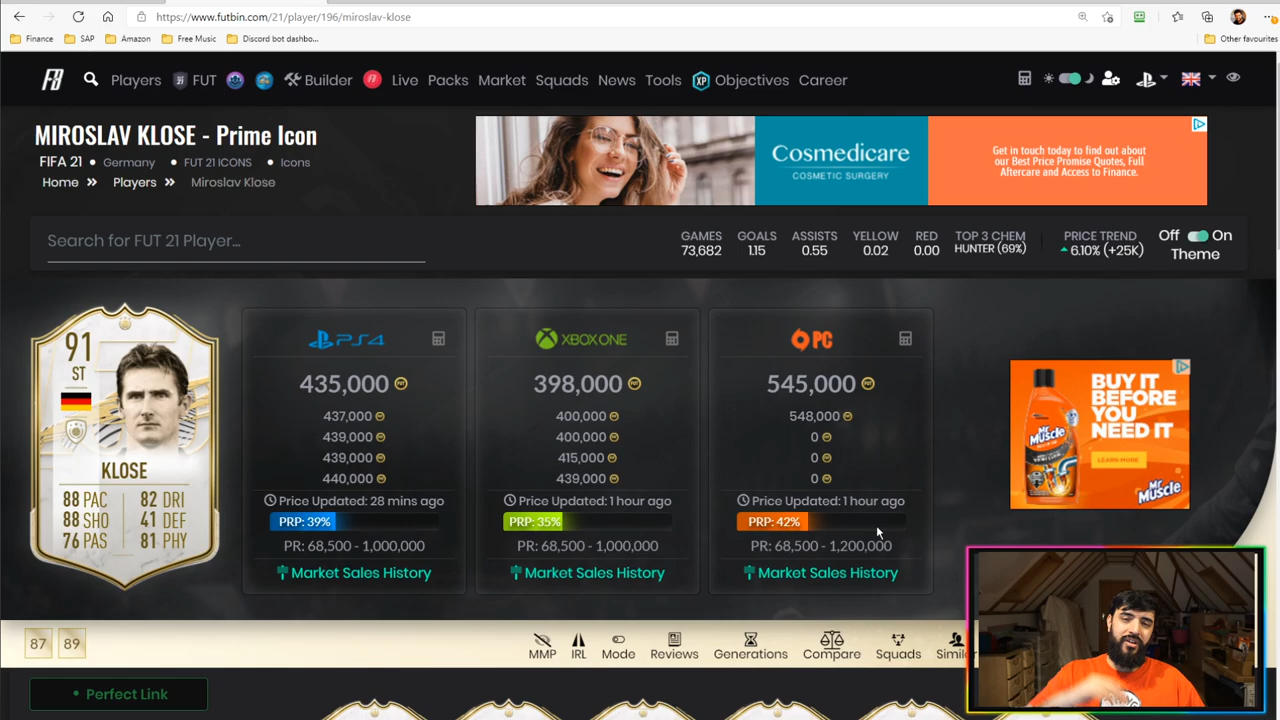 https://www.futbin.com/21/player/196/miroslav-klose
Finance SAP Amazon Free Music Discord bot dashbo... Other favourites
Players FUT Builder Live Packs Market Squads News Tools XP Objectives Career
MIROSLAV KLOSE - Prime Icon
FIFA 21 • Germany • FUT 21 ICONS • Icons
Home » Players » Miroslav Klose
Cosmedicare
COSMETIC SURGERY
Get in touch today to find out about
our Best Price Promise Quotes, Full
Aftercare and Access to Finance.
Search for FUT 21 Player...
GAMES GOALS ASSISTS YELLOW RED TOP 3 CHEM PRICE TREND Off On
73,682 1.15 0.55 0.02 0.00 HUNTER (69%) 6.10% (+25K) Theme
91
ST
KLOSE
88 PAC 82 DRI
88 SHO 41 DEF
76 PAS 81 PHY
PS4
435,000
437,000
439,000
439,000
440,000
Price Updated: 28 mins ago
PRP: 39%
PR: 68,500 - 1,000,000
Market Sales History
XBOX ONE
398,000
400,000
400,000
415,000
439,000
Price Updated: 1 hour ago
PRP: 35%
PR: 68,500 - 1,000,000
Market Sales History
PC
545,000
548,000
0
0
0
Price Updated: 1 hour ago
PRP: 42%
PR: 68,500 - 1,200,000
Market Sales History
BUY IT
BEFORE
YOU
NEED IT
LEARN MORE
Mr Muscle
Mr Muscle
87 89
MMP IRL Mode Reviews Generations Compare Squads Simil
• Perfect Link